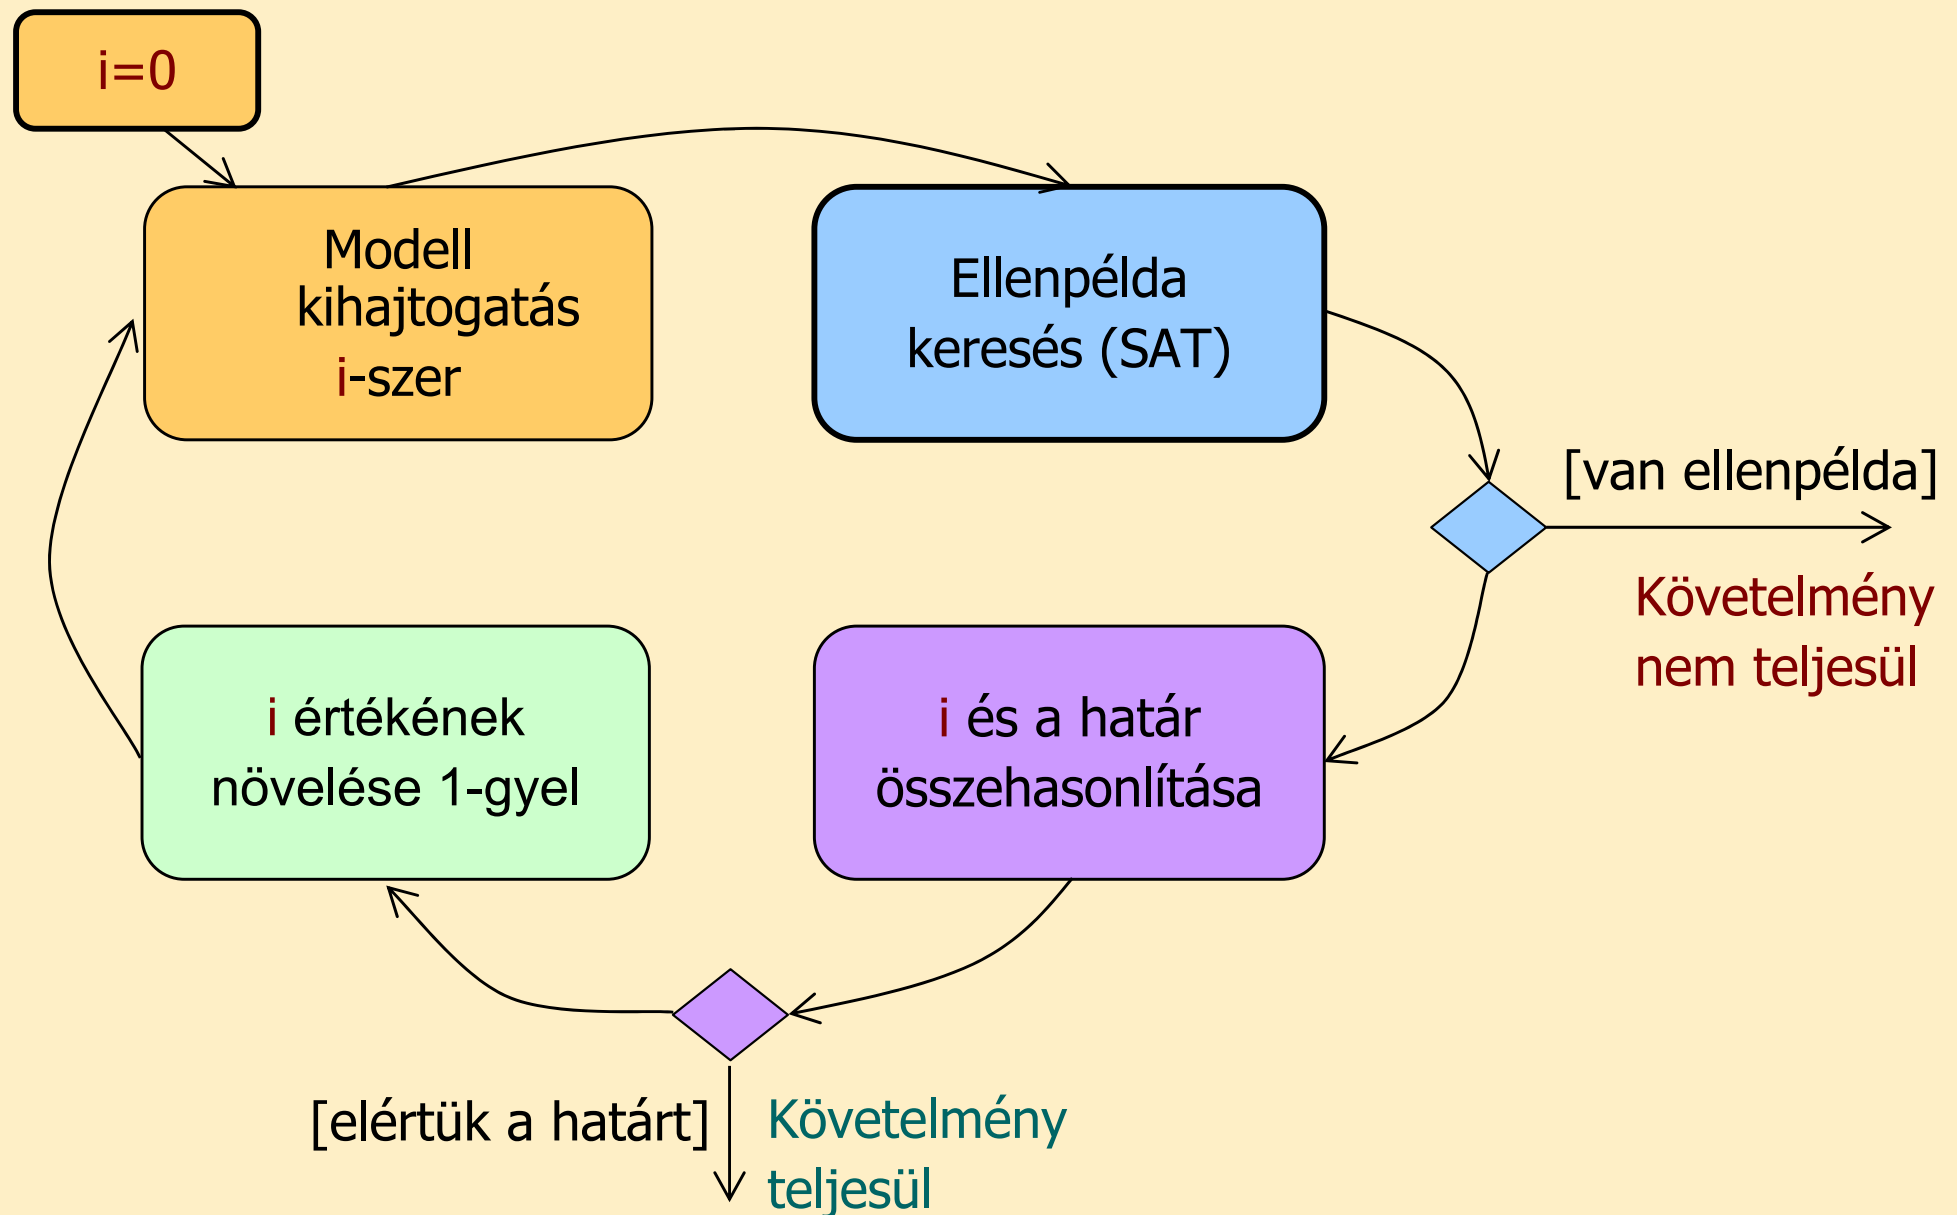 i=0
Modell
kihajtogatás
i-szer
Ellenpélda
keresés (SAT)
[van ellenpélda]
Követelmény
nem teljesül
i értékének
növelése 1-gyel
i és a határ
összehasonlítása
[elértük a határt]
Követelmény
teljesül